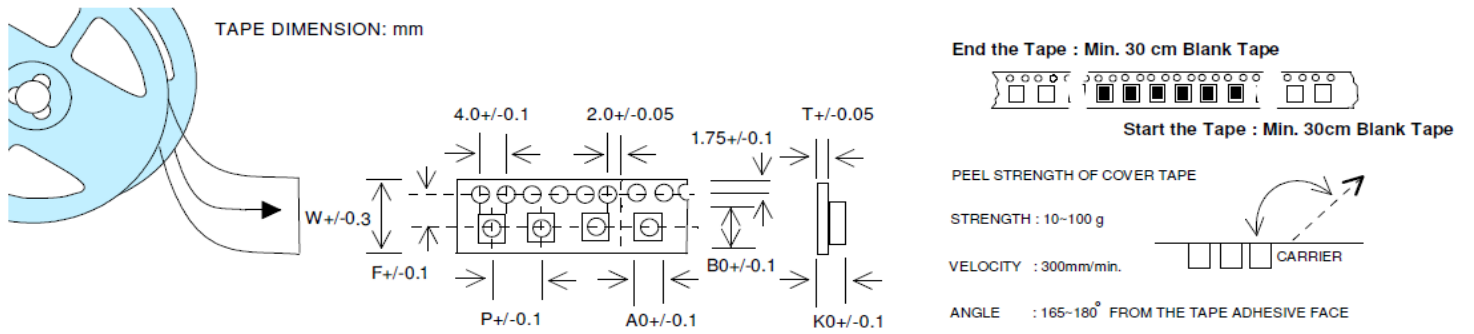 TAPE DIMENSION: mm
4.0+/-0.1
2.0+/-0.05
1.75+/-0.1
T+/-0.05
W+/-0.3
F+/-0.1
B0+/-0.1
P+/-0.1
A0+/-0.1
K0+/-0.1
End the Tape : Min. 30 cm Blank Tape
Start the Tape : Min. 30cm Blank Tape
PEEL STRENGTH OF COVER TAPE
STRENGTH : 10~100 g
VELOCITY : 300mm/min.
CARRIER
ANGLE : 165~180° FROM THE TAPE ADHESIVE FACE